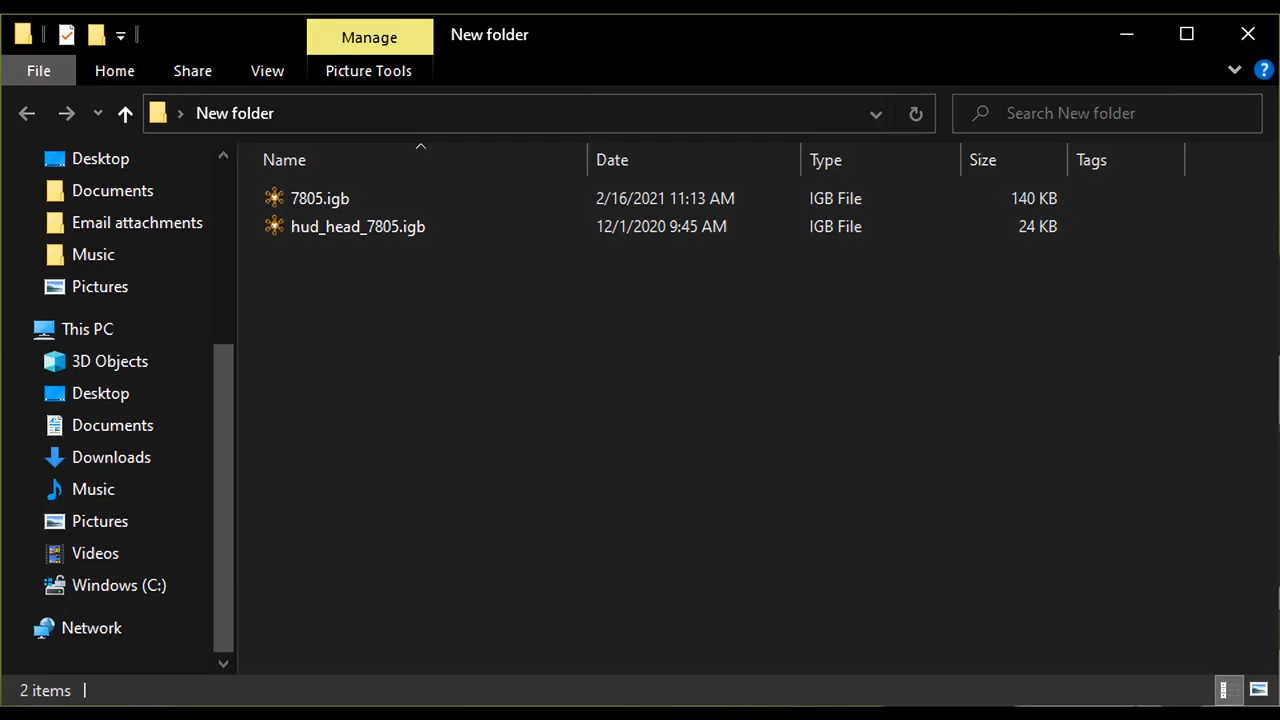 Manage
New folder
File
Home
Share
View
Picture Tools
?
New folder
Search New folder
Desktop
Documents
Email attachments
Music
Pictures
This PC
3D Objects
Desktop
Documents
Downloads
Music
Pictures
Videos
Windows (C:)
Network
Name Date Type Size Tags
7805.igb 2/16/2021 11:13 AM IGB File 140 KB
hud_head_7805.igb 12/1/2020 9:45 AM IGB File 24 KB
2 items